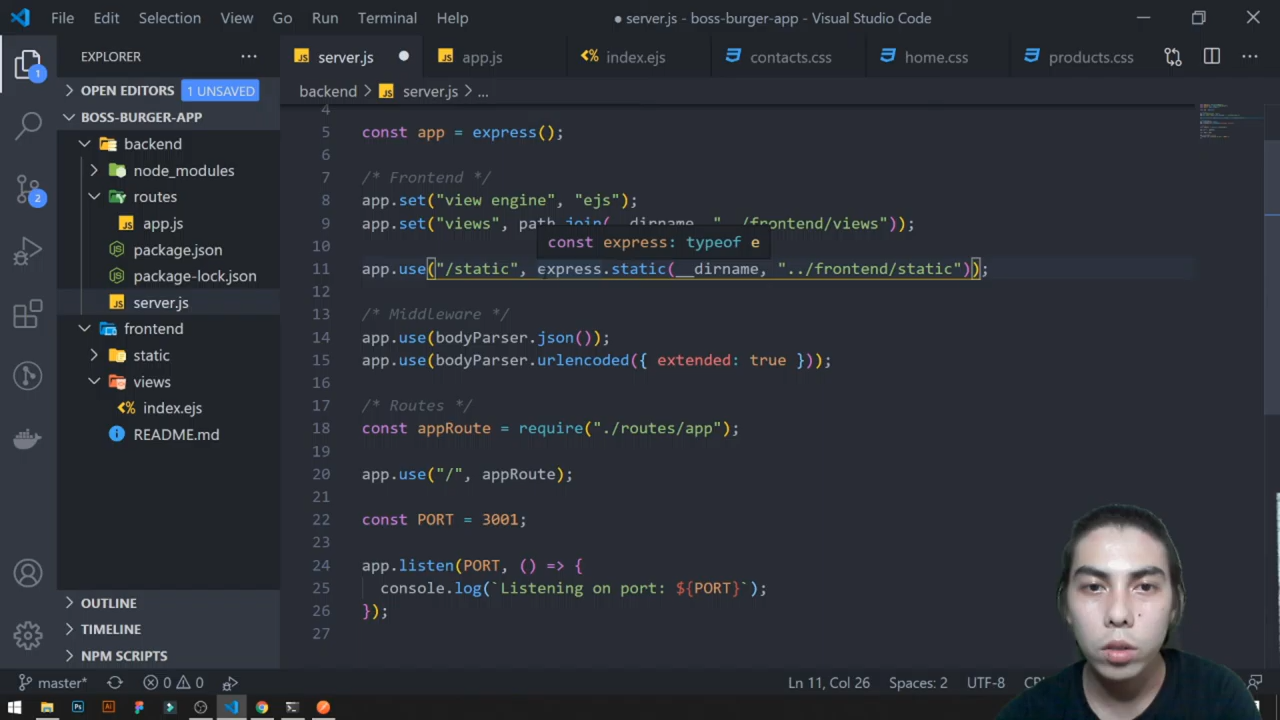 File Edit Selection View Go Run Terminal Help
● server.js - boss-burger-app - Visual Studio Code
EXPLORER
server.js
app.js
index.ejs
contacts.css
home.css
products.css
1
OPEN EDITORS 1 UNSAVED
backend > server.js > ...
BOSS-BURGER-APP
backend
node_modules
routes
app.js
package.json
package-lock.json
server.js
frontend
static
views
index.ejs
README.md
2
OUTLINE
TIMELINE
NPM SCRIPTS
4
5 const app = express();
6
7 /* Frontend */
8 app.set("view engine", "ejs");
9 app.set("views", path.join(__dirname, "../frontend/views"));
10
const express: typeof e
11 app.use("/static", express.static(__dirname, "../frontend/static"));
12
13 /* Middleware */
14 app.use(bodyParser.json());
15 app.use(bodyParser.urlencoded({ extended: true }));
16
17 /* Routes */
18 const appRoute = require("./routes/app");
19
20 app.use("/", appRoute);
21
22 const PORT = 3001;
23
24 app.listen(PORT, () => {
25 console.log(`Listening on port: ${PORT}`);
26 });
27
master* 0 0 Ln 11, Col 26 Spaces: 2 UTF-8
Ps Ai